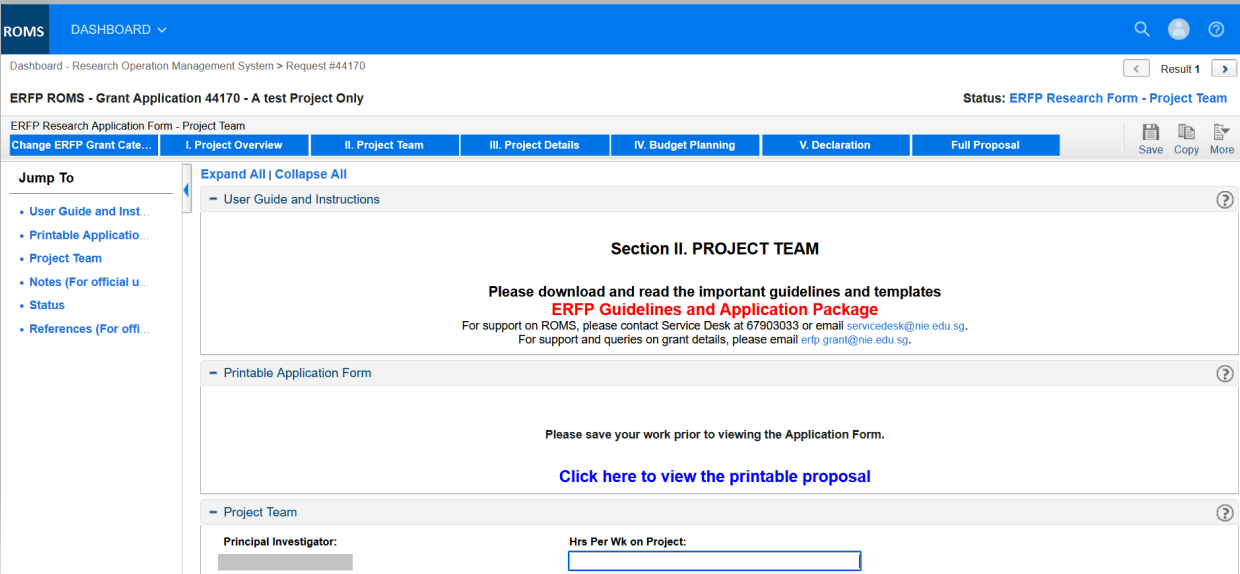 ROMS
DASHBOARD
Dashboard - Research Operation Management System > Request #44170
Result 1
ERFP ROMS - Grant Application 44170 - A test Project Only
Status: ERFP Research Form - Project Team
ERFP Research Application Form - Project Team
Change ERFP Grant Cate...
I. Project Overview
II. Project Team
III. Project Details
IV. Budget Planning
V. Declaration
Full Proposal
Save
Copy
More
Jump To
User Guide and Inst...
Printable Applicatio...
Project Team
Notes (For official u...
Status
References (For offi...
Expand All | Collapse All
User Guide and Instructions
Section II. PROJECT TEAM
Please download and read the important guidelines and templates
ERFP Guidelines and Application Package
For support on ROMS, please contact Service Desk at 67903033 or email servicedesk@nie.edu.sg.
For support and queries on grant details, please email erfp.grant@nie.edu.sg.
Printable Application Form
Please save your work prior to viewing the Application Form.
Click here to view the printable proposal
Project Team
Principal Investigator:
Hrs Per Wk on Project: